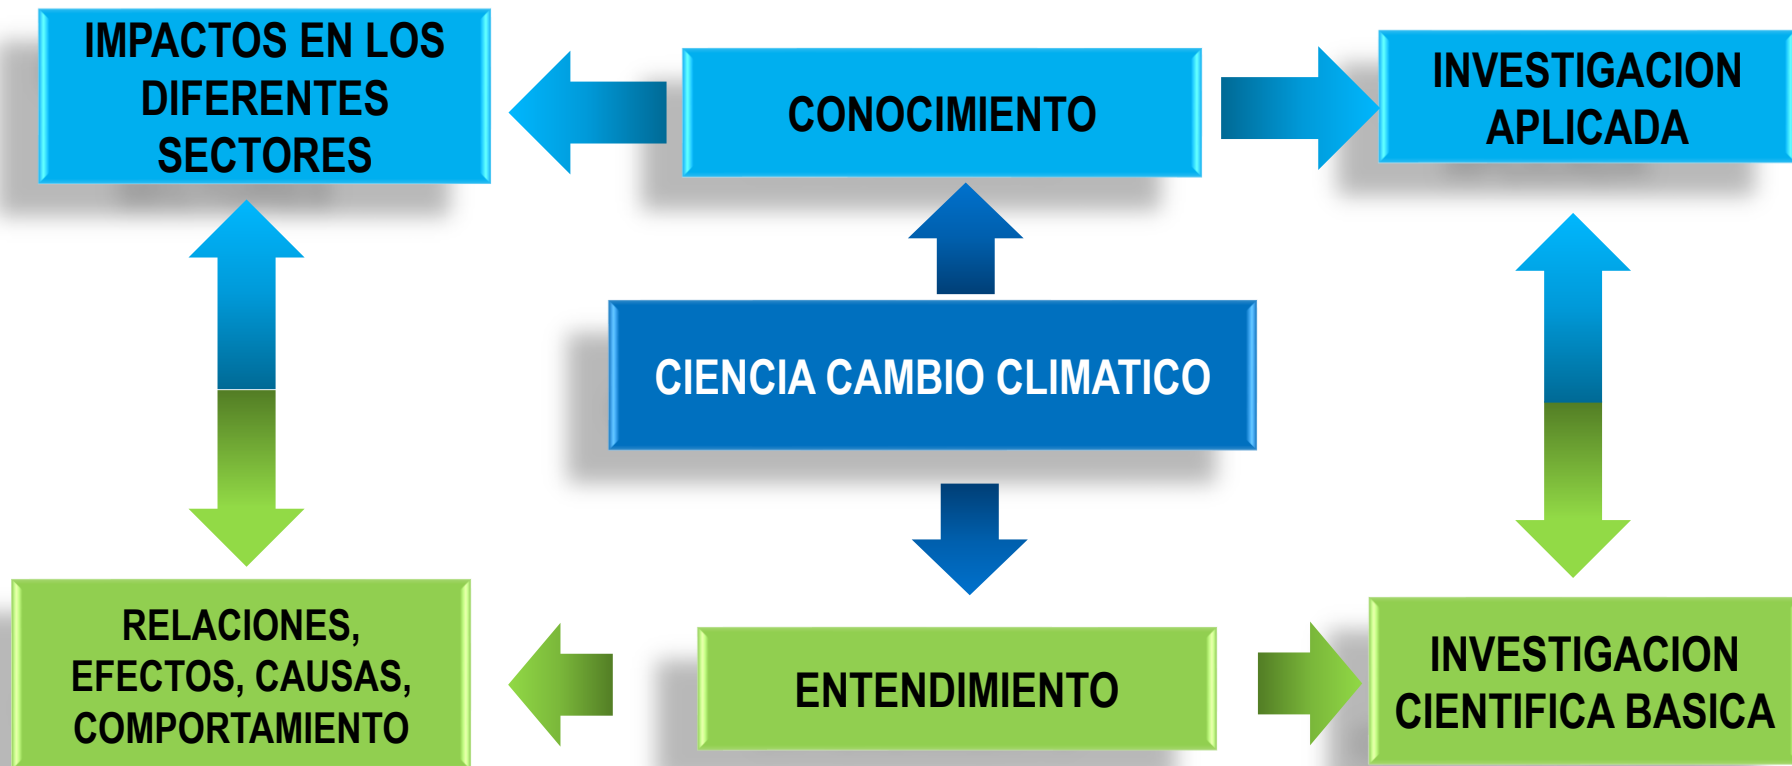 IMPACTOS EN LOS
DIFERENTES
SECTORES
CONOCIMIENTO
INVESTIGACION
APLICADA
CIENCIA CAMBIO CLIMATICO
RELACIONES,
EFECTOS, CAUSAS,
COMPORTAMIENTO
ENTENDIMIENTO
INVESTIGACION
CIENTIFICA BASICA